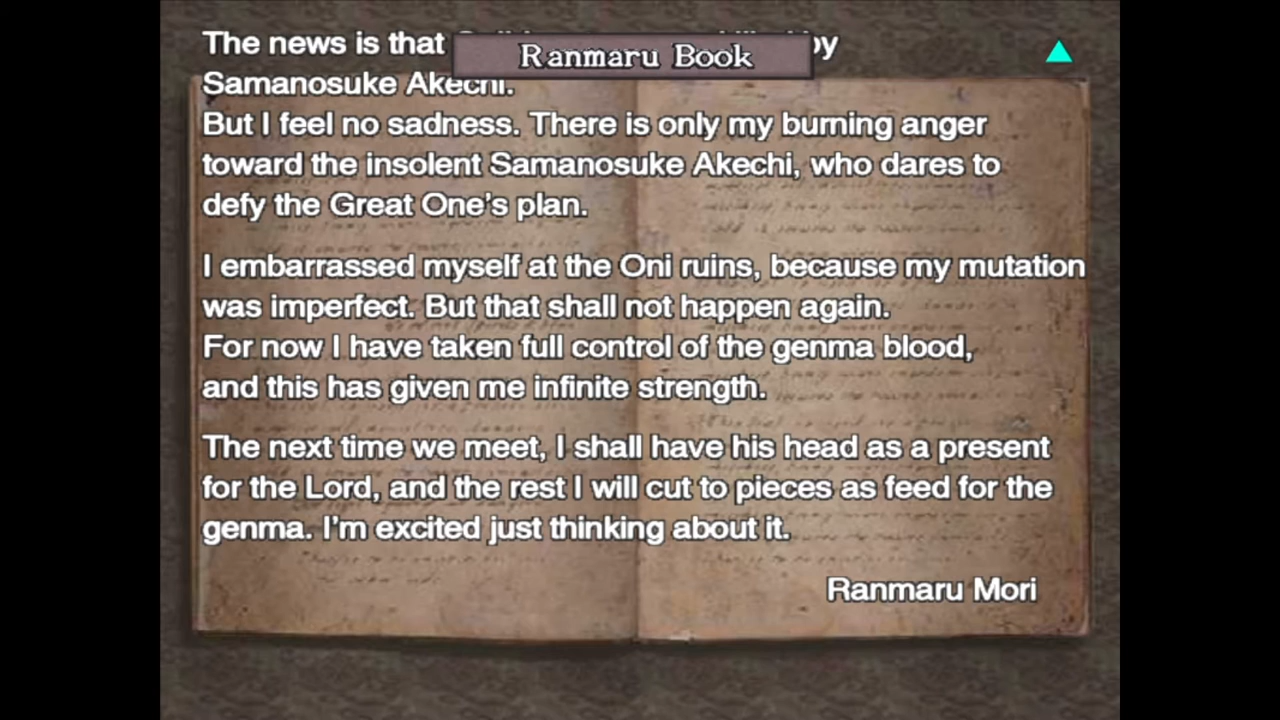 Ranmaru Book
The news is that by
Samanosuke Akechi.
But I feel no sadness. There is only my burning anger
toward the insolent Samanosuke Akechi, who dares to
defy the Great One's plan.
I embarrassed myself at the Oni ruins, because my mutation
was imperfect. But that shall not happen again.
For now I have taken full control of the genma blood,
and this has given me infinite strength.
The next time we meet, I shall have his head as a present
for the Lord, and the rest I will cut to pieces as feed for the
genma. I'm excited just thinking about it.
Ranmaru Mori